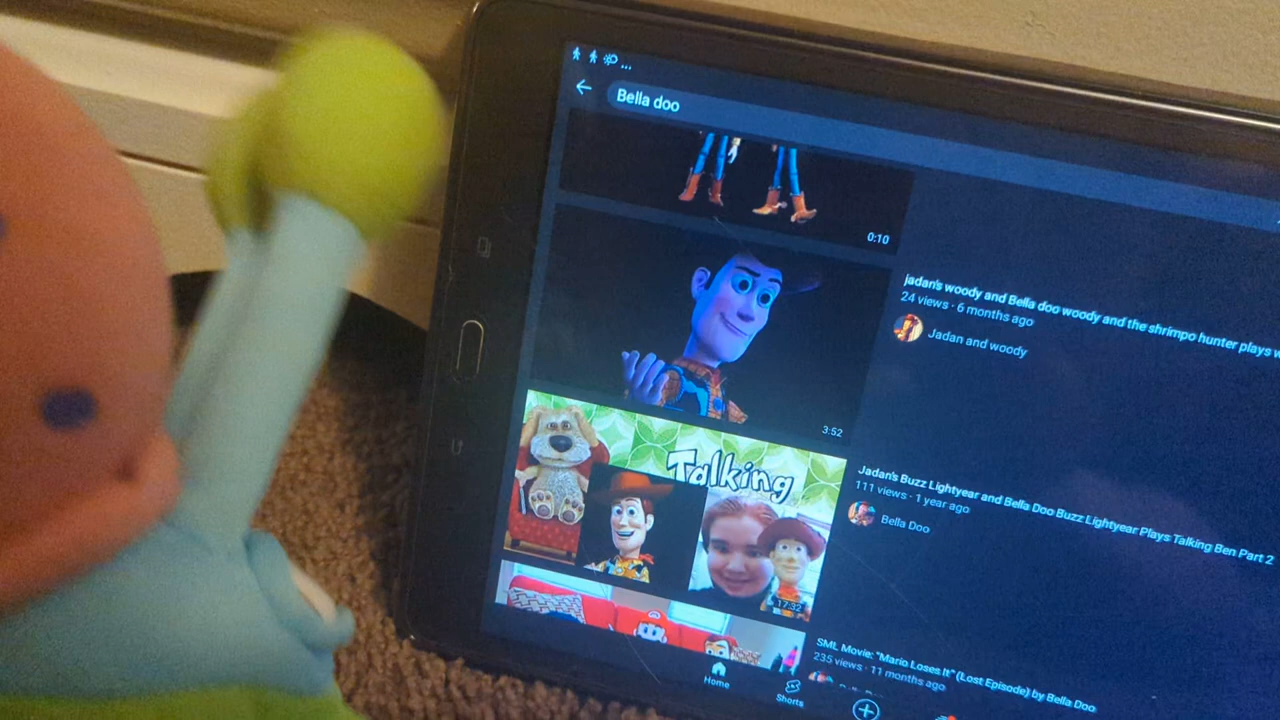 Bella doo
0:10
jadan's woody and Bella doo woody and the shrimpo hunter plays
24 views · 6 months ago
Jadan and woody
3:52
Talking
Jadan's Buzz Lightyear and Bella Doo Buzz Lightyear Plays Talking Ben Part 2
111 views · 1 year ago
Bella Doo
17:32
SML Movie: "Mario Loses It" (Lost Episode) by Bella Doo
235 views · 11 months ago
Home
Shorts